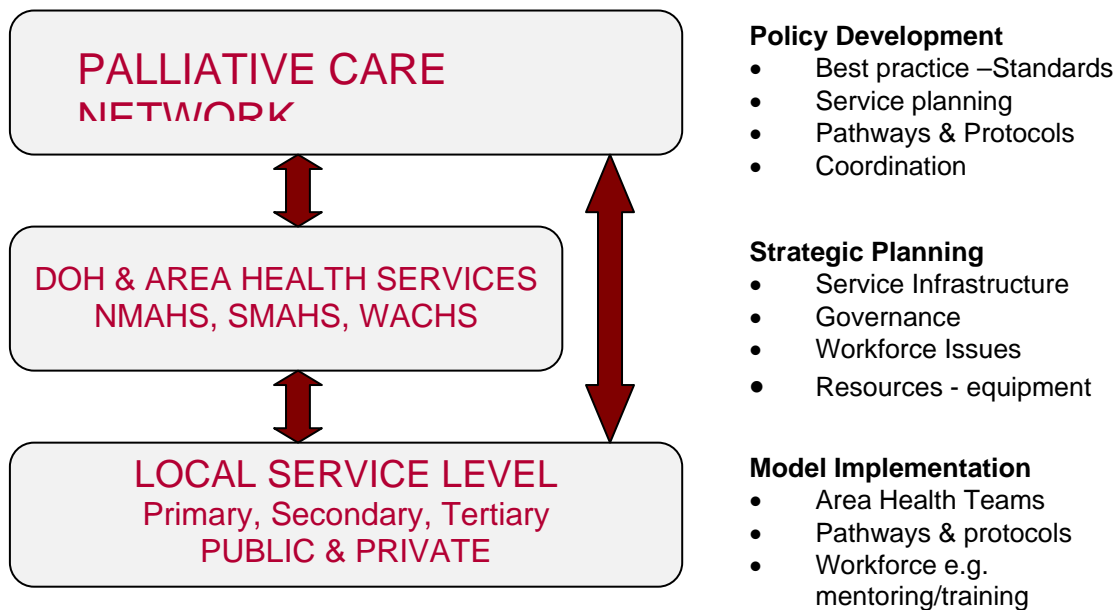 PALLIATIVE CARE
NETWORK
Policy Development
• Best practice –Standards
• Service planning
• Pathways & Protocols
• Coordination
DOH & AREA HEALTH SERVICES
NMAHS, SMAHS, WACHS
Strategic Planning
• Service Infrastructure
• Governance
• Workforce Issues
• Resources - equipment
LOCAL SERVICE LEVEL
Primary, Secondary, Tertiary
PUBLIC & PRIVATE
Model Implementation
• Area Health Teams
• Pathways & protocols
• Workforce e.g.
mentoring/training